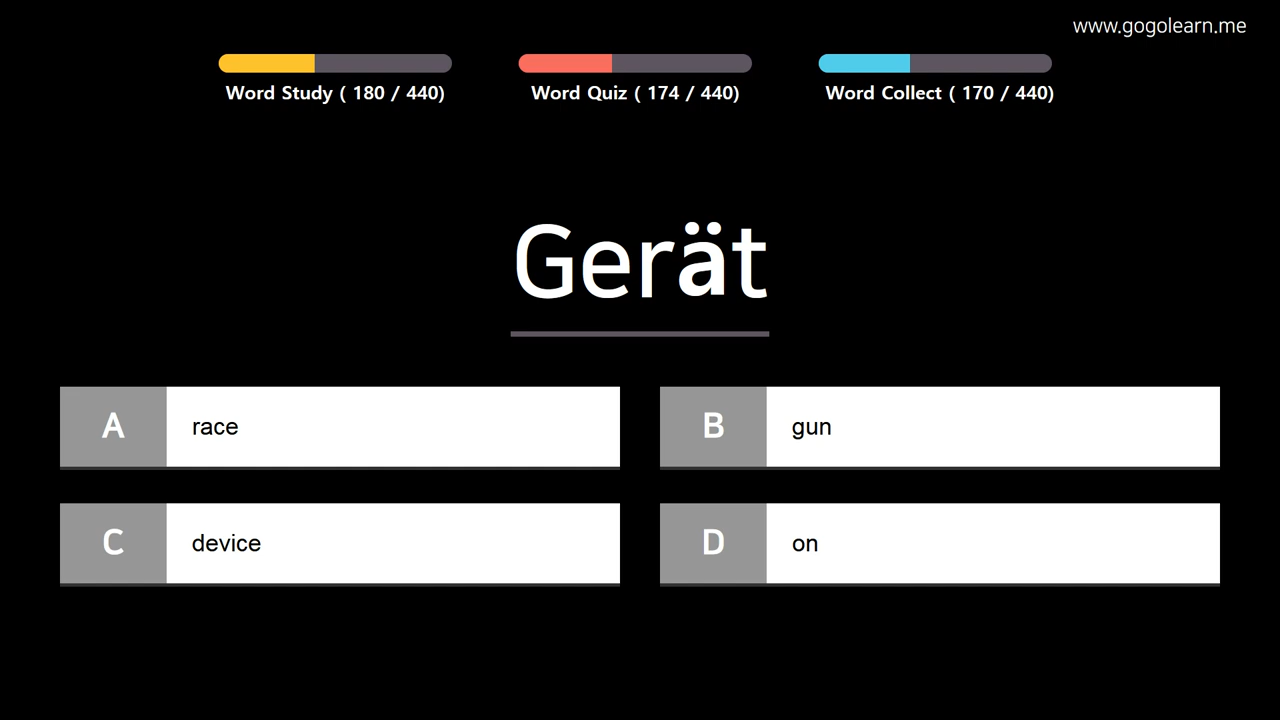 www.gogolearn.me
Word Study ( 180 / 440)
Word Quiz ( 174 / 440)
Word Collect ( 170 / 440)
Gerät
A
race
B
gun
C
device
D
on